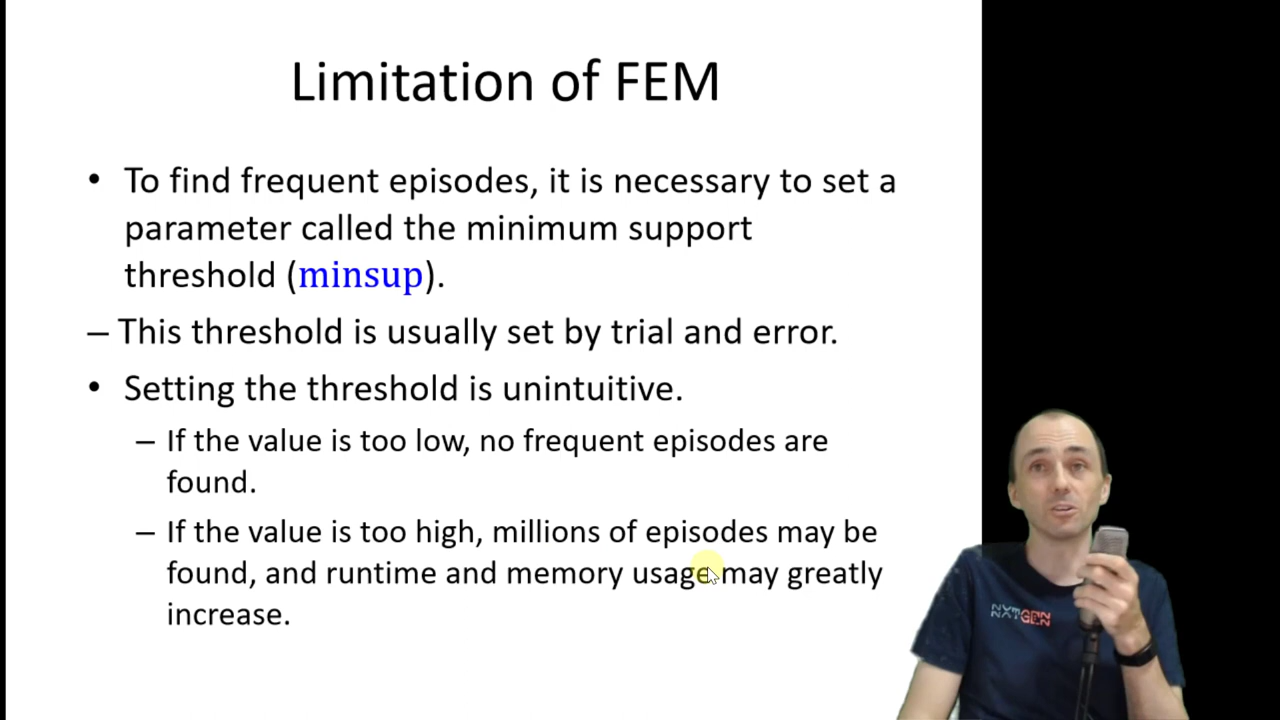 Limitation of FEM
• To find frequent episodes, it is necessary to set a
parameter called the minimum support
threshold (minsup).
– This threshold is usually set by trial and error.
• Setting the threshold is unintuitive.
– If the value is too low, no frequent episodes are
found.
– If the value is too high, millions of episodes may be
found, and runtime and memory usage may greatly
increase.